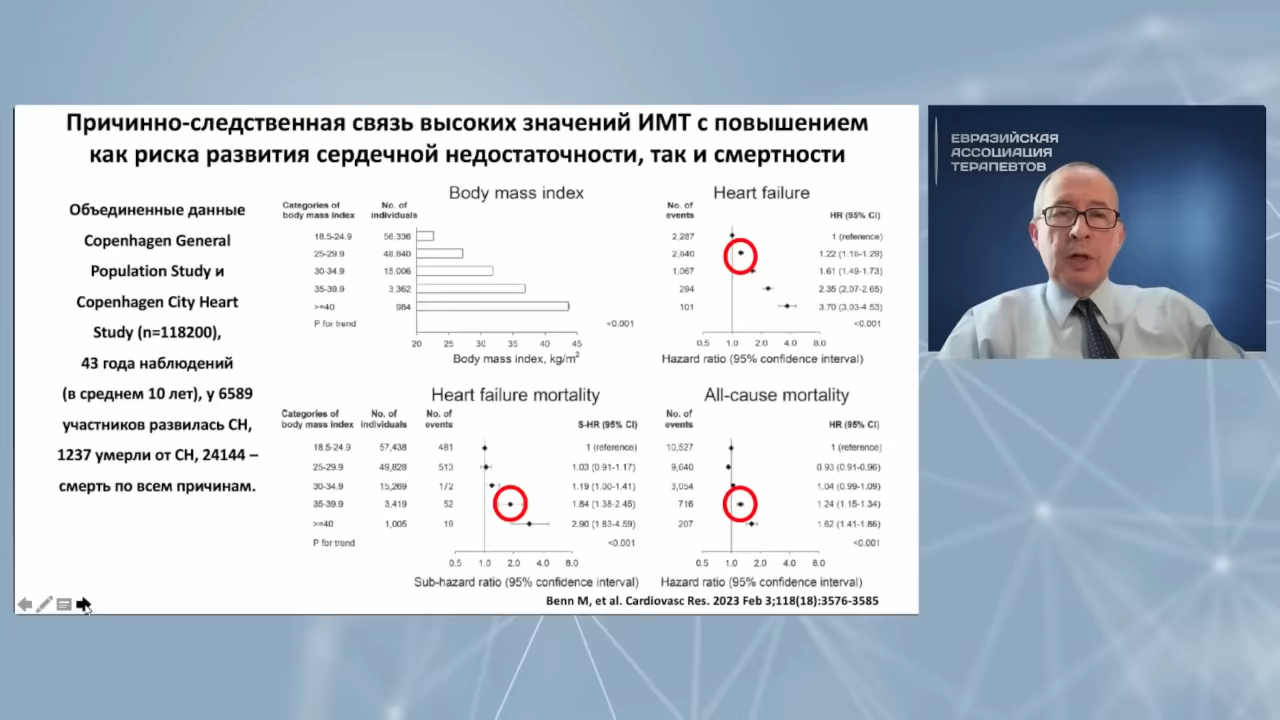 Причинно-следственная связь высоких значений ИМТ с повышением
как риска развития сердечной недостаточности, так и смертности
Объединенные данные
Copenhagen General
Population Study и
Copenhagen City Heart
Study (n=118200),
43 года наблюдений
(в среднем 10 лет), у 6589
участников развилась СН,
1237 умерли от СН, 24144 –
смерть по всем причинам.
Body mass index
Categories of body mass index No. of individuals
18.5-24.9 56,336
25-29.9 48,840
30-34.9 15,006
35-39.9 3,362
>=40 984
P for trend <0.001
20 25 30 35 40 45
Body mass index, kg/m2
Heart failure
No. of events HR (95% CI)
2,287 1 (reference)
2,840 1.22 (1.16-1.29)
1,067 1.61 (1.49-1.73)
294 2.35 (2.07-2.65)
101 3.70 (3.03-4.53)
<0.001
0.5 1.0 2.0 4.0 8.0
Hazard ratio (95% confidence interval)
Heart failure mortality
Categories of body mass index No. of individuals No. of events S-HR (95% CI)
18.5-24.9 57,438 481 1 (reference)
25-29.9 49,828 513 1.03 (0.91-1.17)
30-34.9 15,269 172 1.19 (1.00-1.41)
35-39.9 3,419 52 1.84 (1.38-2.45)
>=40 1,005 19 2.90 (1.83-4.59)
P for trend <0.001
0.5 1.0 2.0 4.0 8.0
Sub-hazard ratio (95% confidence interval)
All-cause mortality
No. of events HR (95% CI)
10,527 1 (reference)
9,640 0.93 (0.91-0.96)
3,054 1.04 (0.99-1.09)
716 1.24 (1.15-1.34)
207 1.62 (1.41-1.86)
<0.001
0.5 1.0 2.0 4.0 8.0
Hazard ratio (95% confidence interval)
Benn M, et al. Cardiovasc Res. 2023 Feb 3;118(18):3576-3585
ЕВРАЗИЙСКАЯ
АССОЦИАЦИЯ
ТЕРАПЕВТОВ